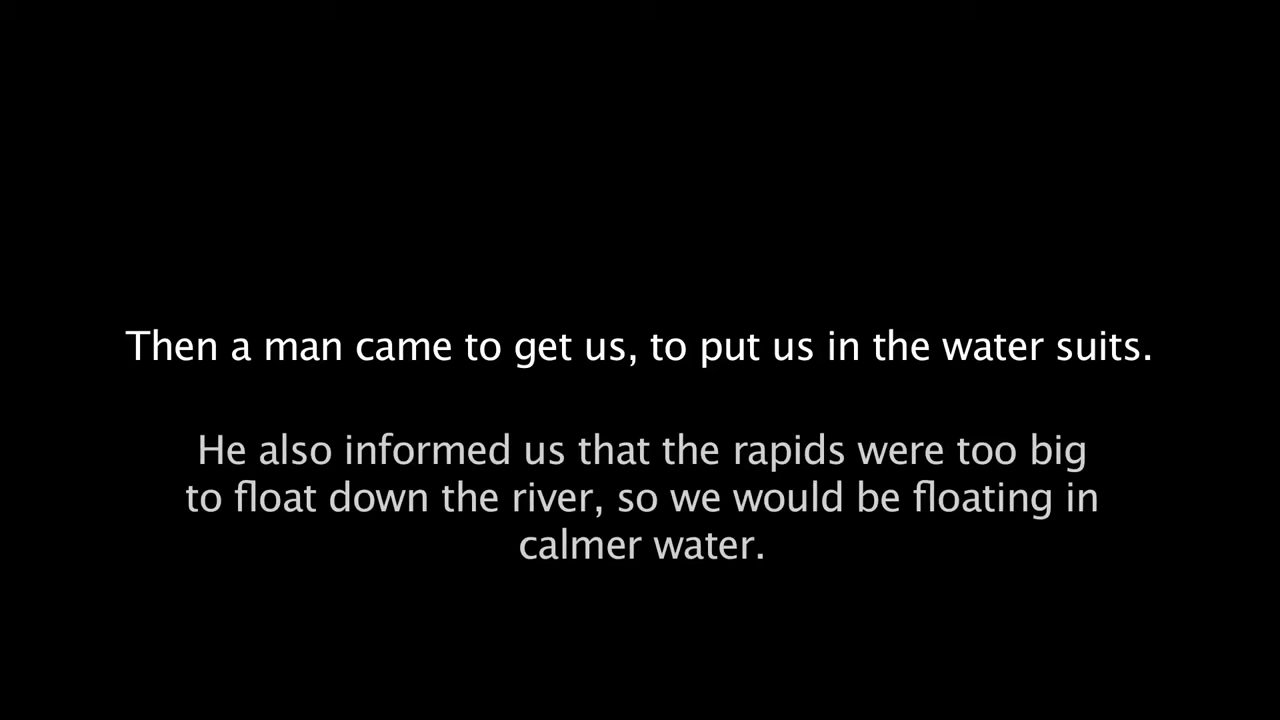 Then a man came to get us, to put us in the water suits.
He also informed us that the rapids were too big
to float down the river, so we would be floating in
calmer water.